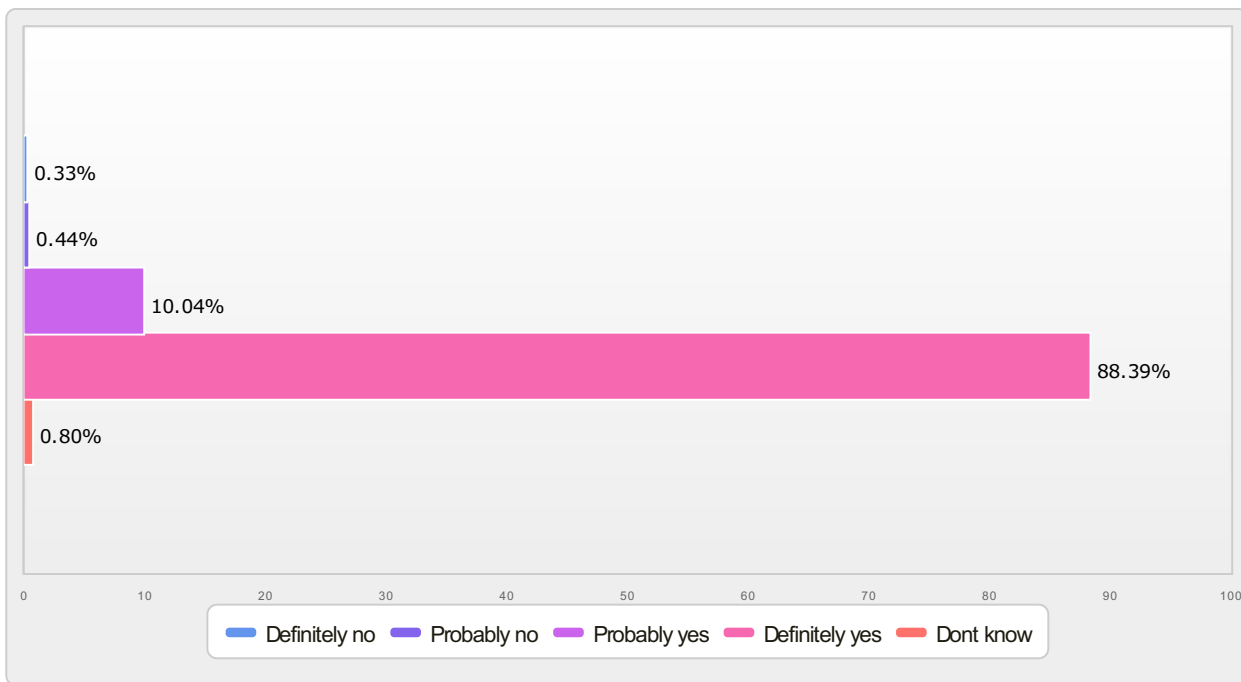 0.33%
0.44%
10.04%
88.39%
0.80%
0 10 20 30 40 50 60 70 80 90 100
Definitely no Probably no Probably yes Definitely yes Dont know